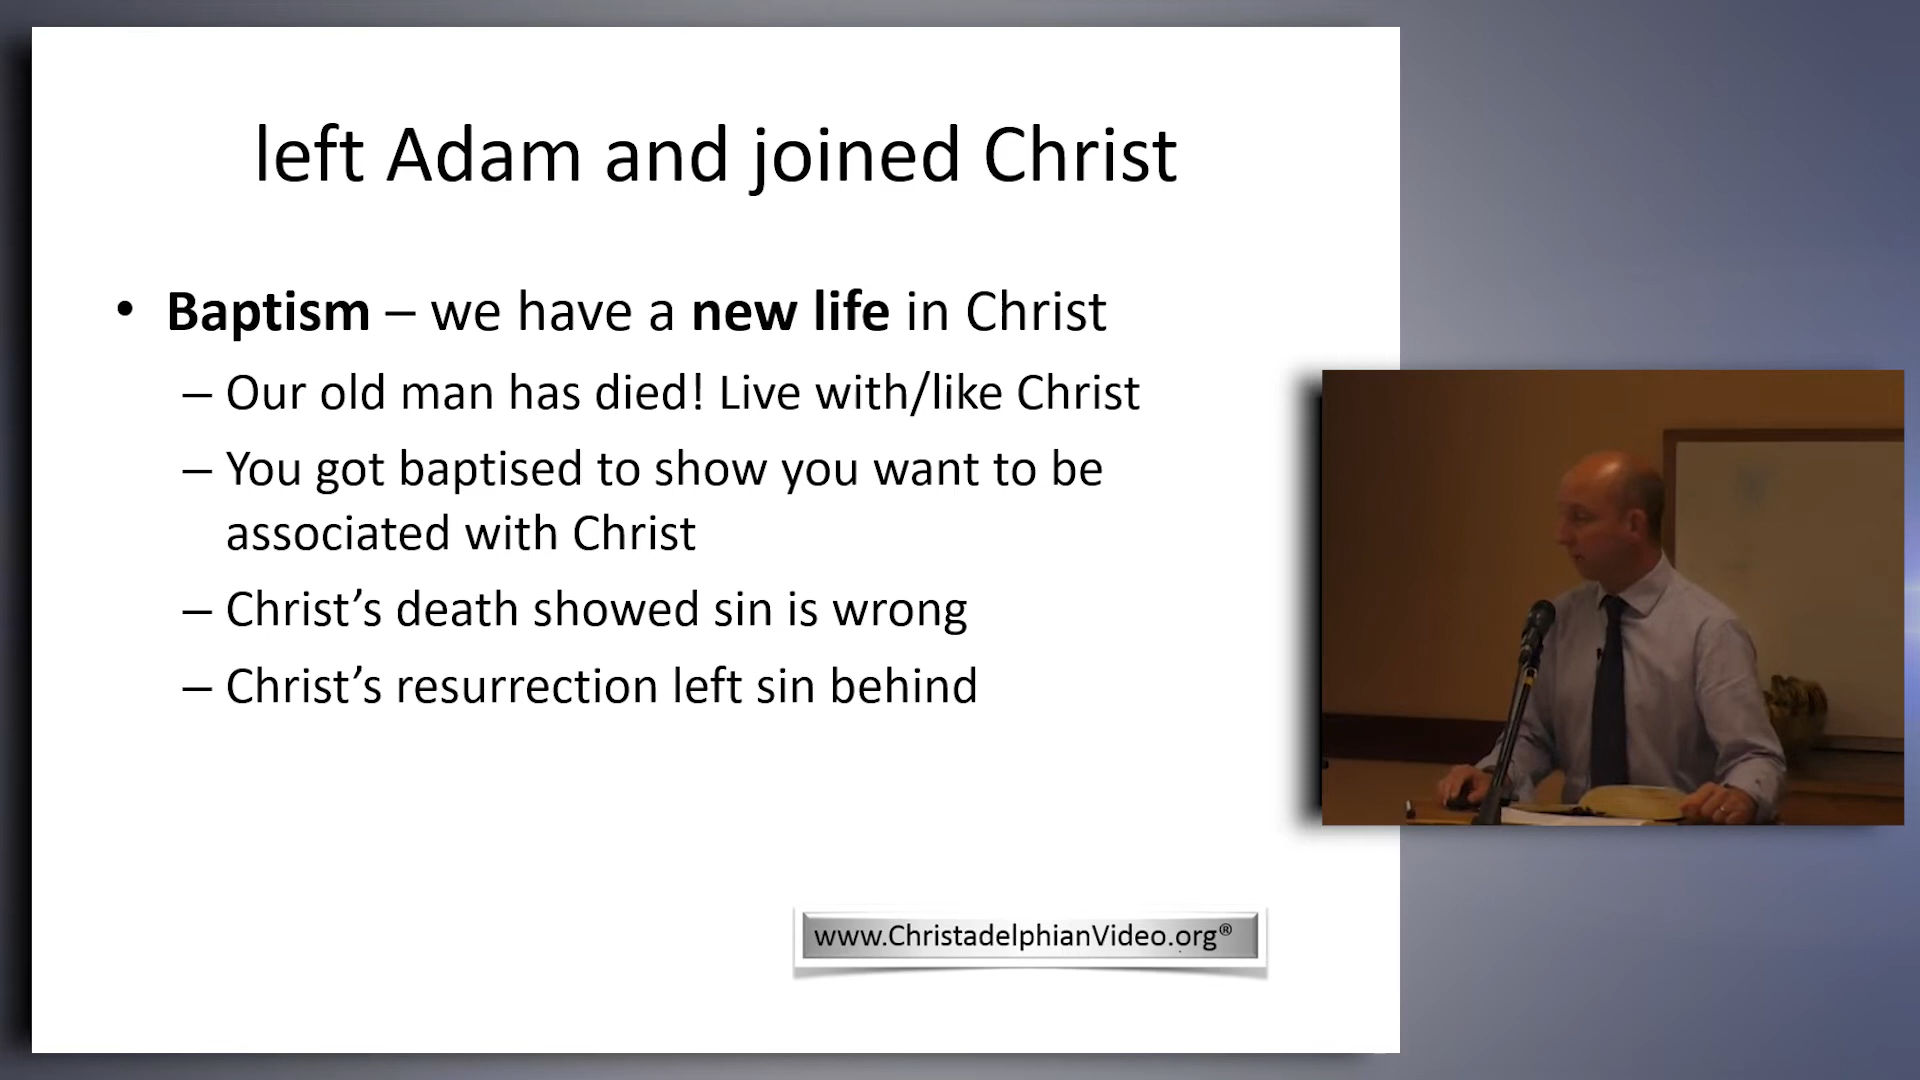 left Adam and joined Christ
• Baptism – we have a new life in Christ
– Our old man has died! Live with/like Christ
– You got baptised to show you want to be
associated with Christ
– Christ’s death showed sin is wrong
– Christ’s resurrection left sin behind
www.ChristadelphianVideo.org®